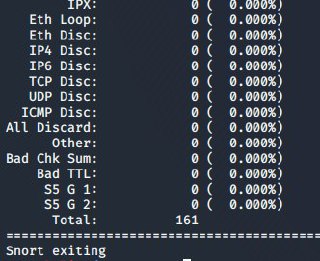 IPX: 0 ( 0.000%)
Eth Loop: 0 ( 0.000%)
Eth Disc: 0 ( 0.000%)
IP4 Disc: 0 ( 0.000%)
IP6 Disc: 0 ( 0.000%)
TCP Disc: 0 ( 0.000%)
UDP Disc: 0 ( 0.000%)
ICMP Disc: 0 ( 0.000%)
All Discard: 0 ( 0.000%)
Other: 0 ( 0.000%)
Bad Chk Sum: 0 ( 0.000%)
Bad TTL: 0 ( 0.000%)
S5 G 1: 0 ( 0.000%)
S5 G 2: 0 ( 0.000%)
Total: 161
=========================================
Snort exiting